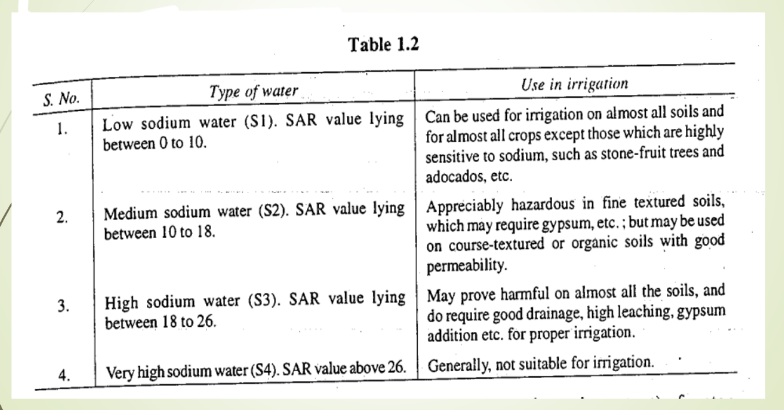 Table 1.2
S. No. Type of water Use in irrigation
1. Low sodium water (S1). SAR value lying between 0 to 10.
Can be used for irrigation on almost all soils and
for almost all crops except those which are highly
sensitive to sodium, such as stone-fruit trees and
adocados, etc.
2. Medium sodium water (S2). SAR value lying
between 10 to 18.
Appreciably hazardous in fine textured soils,
which may require gypsum, etc. ; but may be used
on course-textured or organic soils with good
permeability.
3. High sodium water (S3). SAR value lying
between 18 to 26.
May prove harmful on almost all the soils, and
do require good drainage, high leaching, gypsum
addition etc. for proper irrigation.
4. Very high sodium water (S4). SAR value above 26.
Generally, not suitable for irrigation.